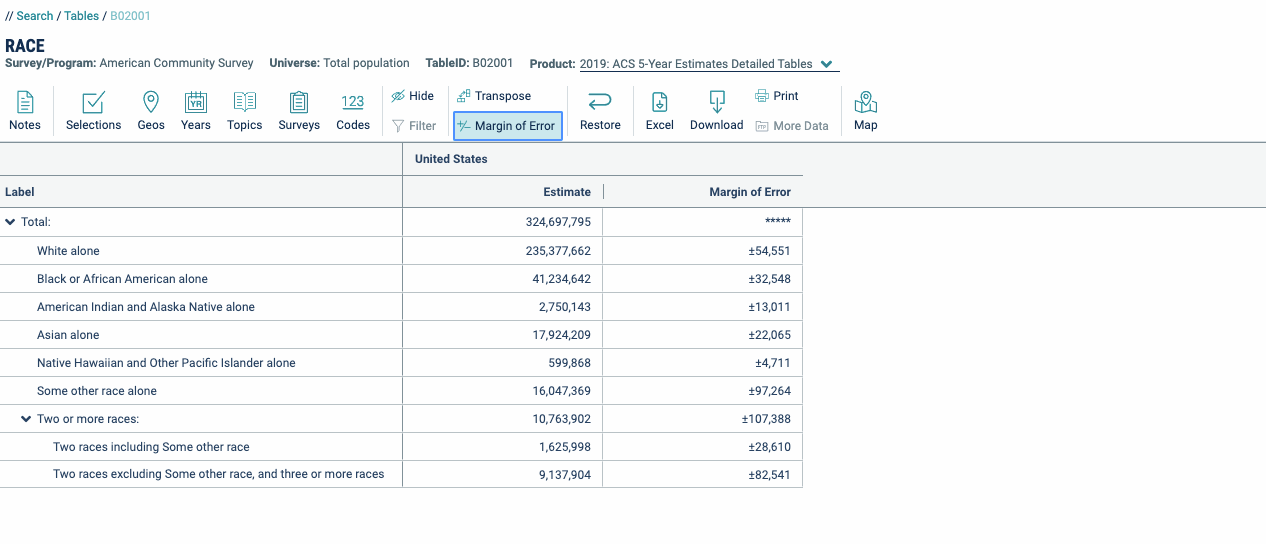 // Search / Tables / B02001
RACE
Survey/Program: American Community Survey Universe: Total population TableID: B02001 Product: 2019: ACS 5-Year Estimates Detailed Tables
Notes Selections Geos Years Topics Surveys Codes Hide Filter Transpose Margin of Error Restore Excel Download Print More Data Map
YR 123
United States
Label Estimate Margin of Error
Total: 324,697,795 *****
White alone 235,377,662 ±54,551
Black or African American alone 41,234,642 ±32,548
American Indian and Alaska Native alone 2,750,143 ±13,011
Asian alone 17,924,209 ±22,065
Native Hawaiian and Other Pacific Islander alone 599,868 ±4,711
Some other race alone 16,047,369 ±97,264
Two or more races: 10,763,902 ±107,388
Two races including Some other race 1,625,998 ±28,610
Two races excluding Some other race, and three or more races 9,137,904 ±82,541